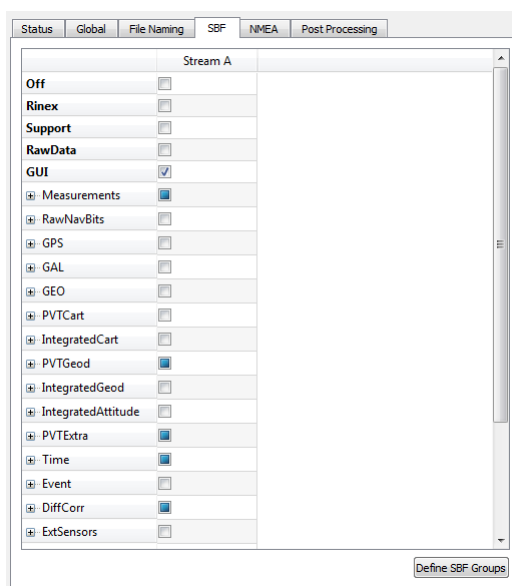 Status Global File Naming SBF NMEA Post Processing
Stream A
Off
Rinex
Support
RawData
GUI
Measurements
RawNavBits
GPS
GAL
GEO
PVTCart
IntegratedCart
PVTGeod
IntegratedGeod
IntegratedAttitude
PVTExtra
Time
Event
DiffCorr
ExtSensors
Define SBF Groups